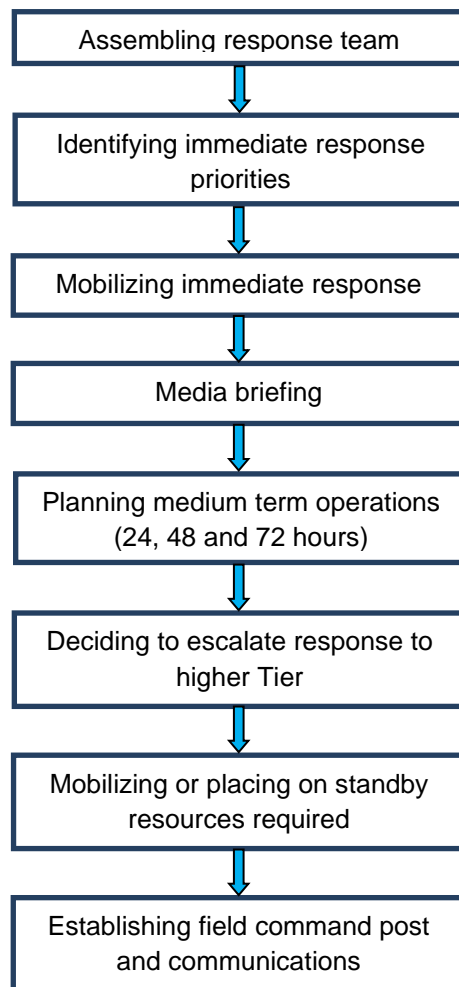 Assembling response team
Identifying immediate response
priorities
Mobilizing immediate response
Media briefing
Planning medium term operations
(24, 48 and 72 hours)
Deciding to escalate response to
higher Tier
Mobilizing or placing on standby
resources required
Establishing field command post
and communications